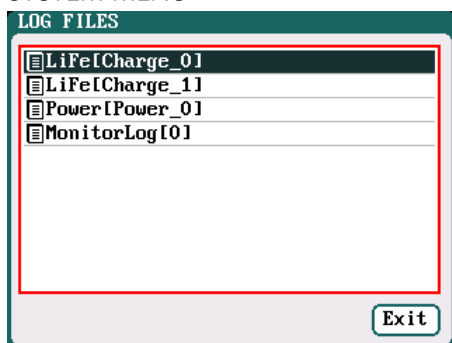 LOG FILES
LiFe[Charge_0]
LiFe[Charge_1]
Power[Power_0]
MonitorLog[0]
Exit